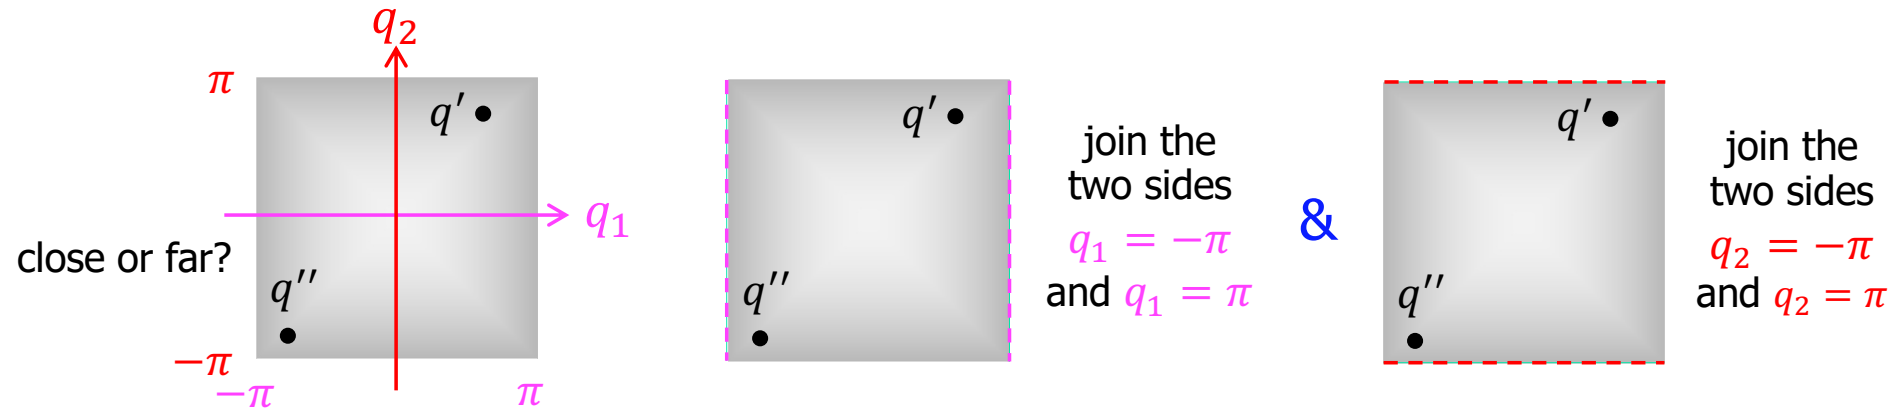 q₂
π
q′
q₁
close or far?
q′′
−π
−π
π
q′
q′′
join the
two sides
q₁ = −π
and q₁ = π
&
q′
q′′
join the
two sides
q₂ = −π
and q₂ = π